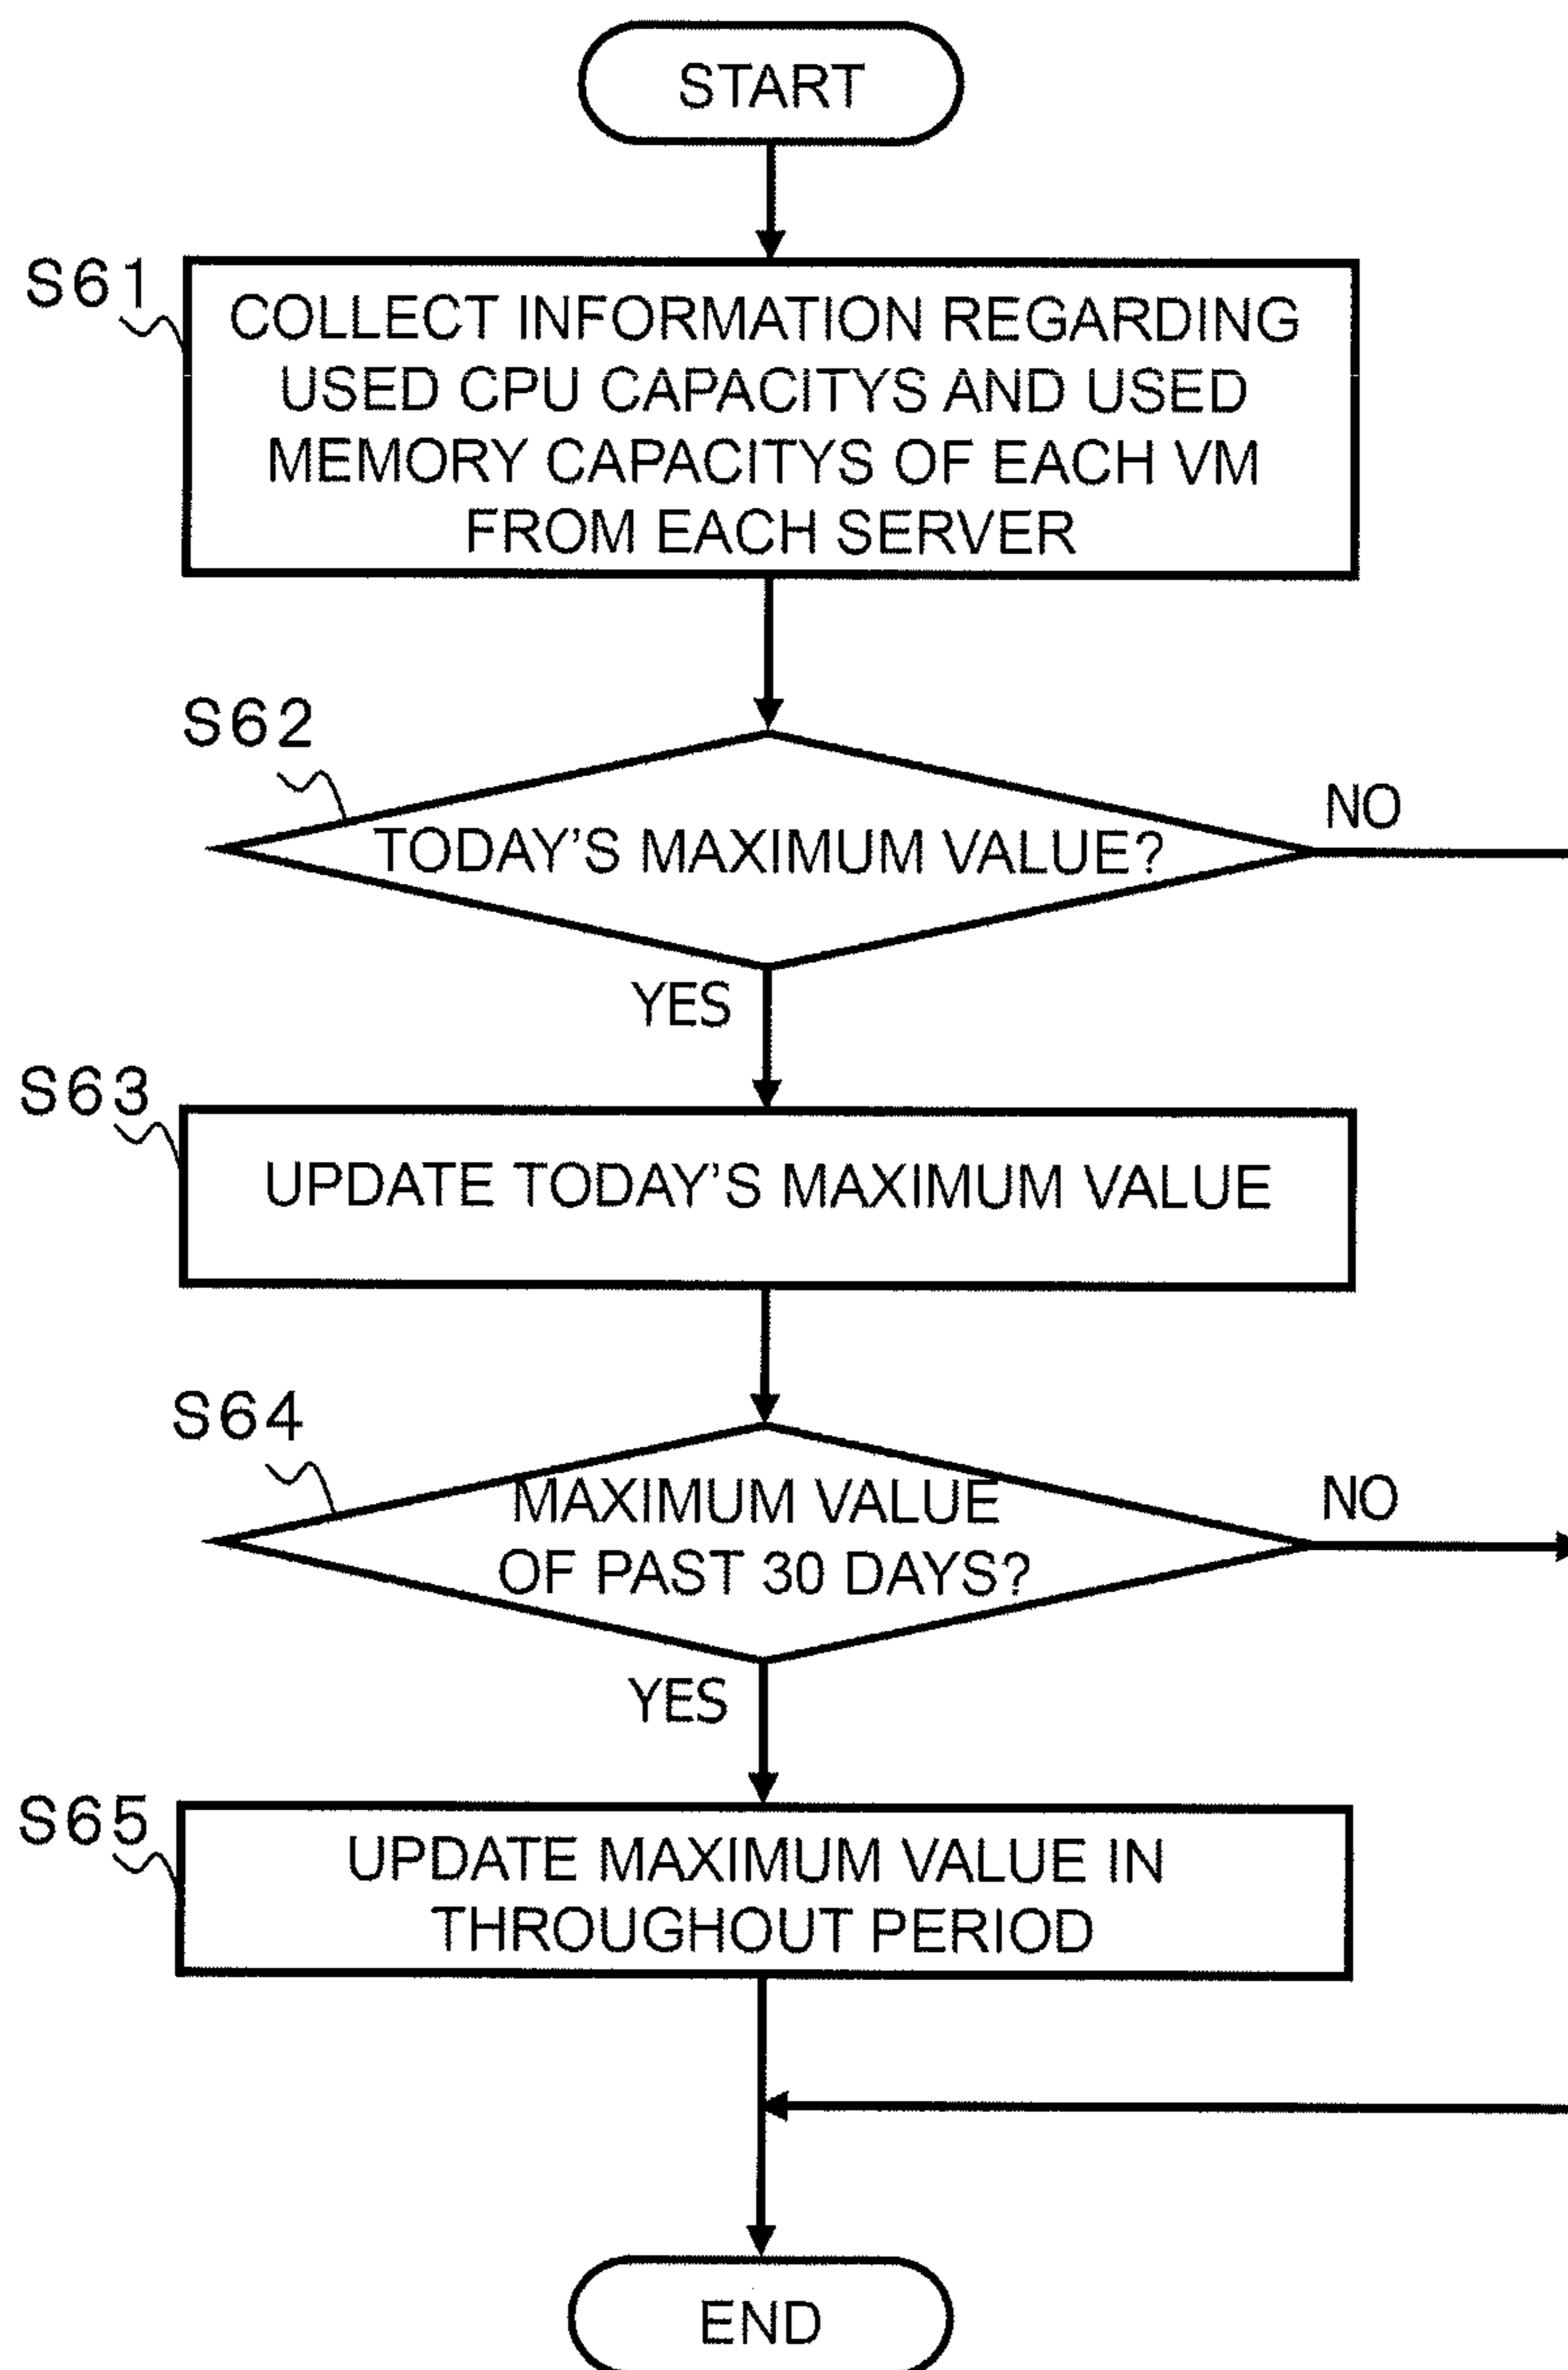 START
S61
COLLECT INFORMATION REGARDING
USED CPU CAPACITYS AND USED
MEMORY CAPACITYS OF EACH VM
FROM EACH SERVER
S62
TODAY'S MAXIMUM VALUE?
NO
YES
S63
UPDATE TODAY'S MAXIMUM VALUE
S64
MAXIMUM VALUE
OF PAST 30 DAYS?
NO
YES
S65
UPDATE MAXIMUM VALUE IN
THROUGHOUT PERIOD
END